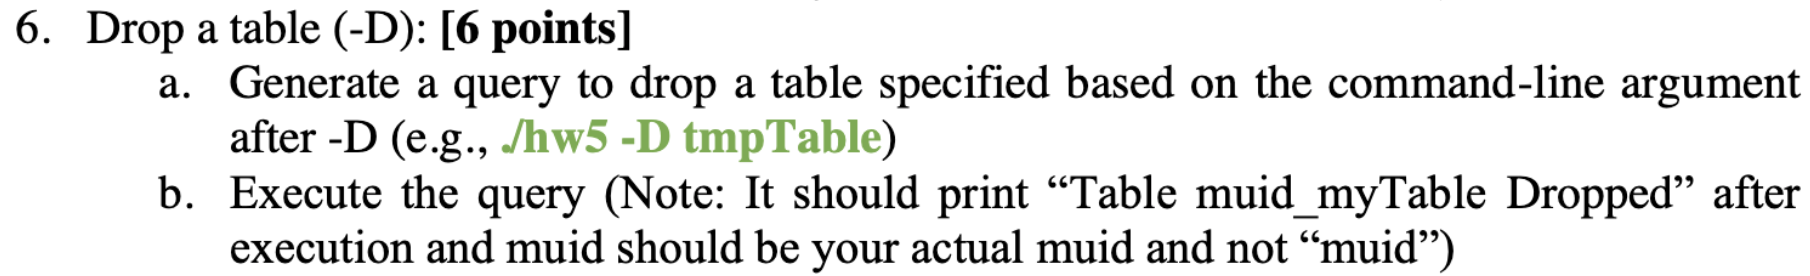 6. Drop a table (-D): [6 points]
a. Generate a query to drop a table specified based on the command-line argument
after -D (e.g., ./hw5 -D tmpTable)
b. Execute the query (Note: It should print “Table muid_myTable Dropped” after
execution and muid should be your actual muid and not “muid”)